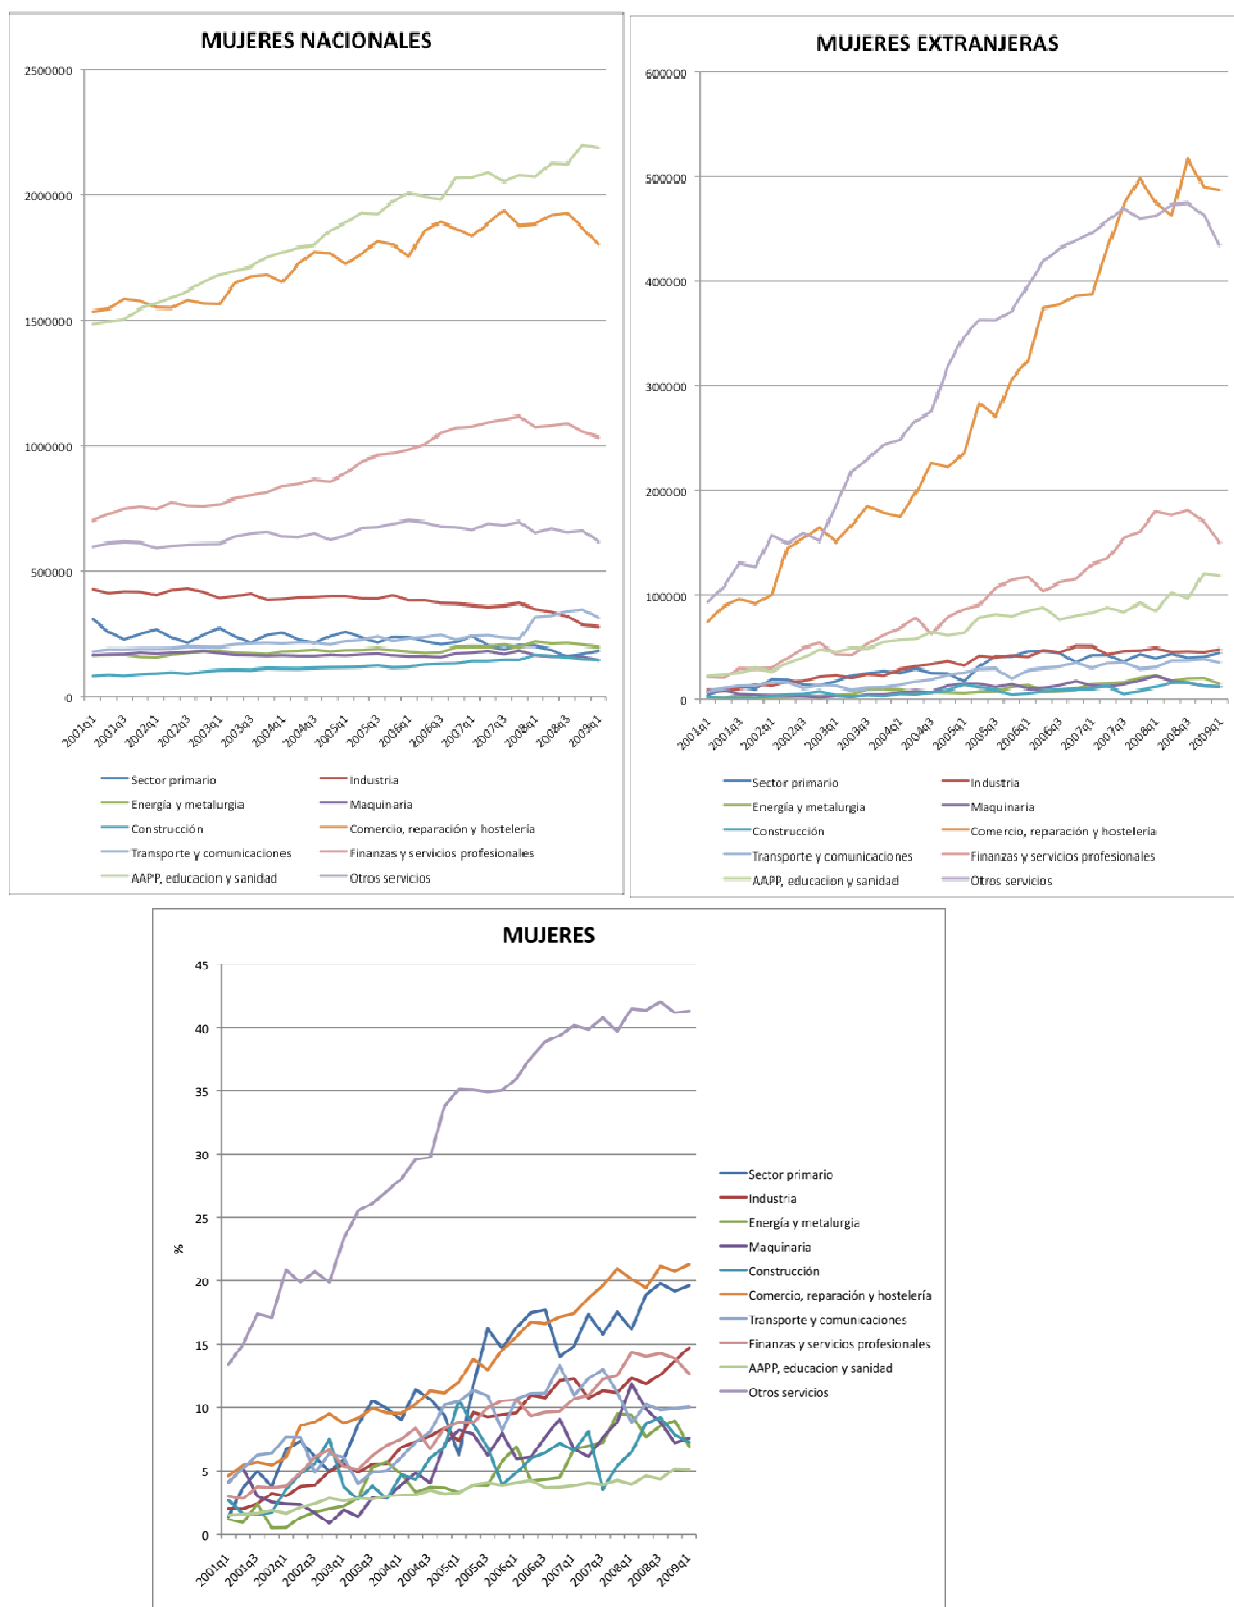 MUJERES NACIONALES
2500000
2000000
1500000
1000000
500000
0
2001q1
2001q3
2002q1
2002q3
2003q1
2003q3
2004q1
2004q3
2005q1
2005q3
2006q1
2006q3
2007q1
2007q3
2008q1
2008q3
2009q1
Sector primario
Industria
Energía y metalurgia
Maquinaria
Construcción
Comercio, reparación y hostelería
Transporte y comunicaciones
Finanzas y servicios profesionales
AAPP, educacion y sanidad
Otros servicios
MUJERES EXTRANJERAS
600000
500000
400000
300000
200000
100000
0
2001q1
2001q3
2002q1
2002q3
2003q1
2003q3
2004q1
2004q3
2005q1
2005q3
2006q1
2006q3
2007q1
2007q3
2008q1
2008q3
2009q1
Sector primario
Industria
Energía y metalurgia
Maquinaria
Construcción
Comercio, reparación y hostelería
Transporte y comunicaciones
Finanzas y servicios profesionales
AAPP, educacion y sanidad
Otros servicios
MUJERES
45
40
35
30
25
20
15
10
5
0
%
2001q1
2001q3
2002q1
2002q3
2003q1
2003q3
2004q1
2004q3
2005q1
2005q3
2006q1
2006q3
2007q1
2007q3
2008q1
2008q3
2009q1
Sector primario
Industria
Energía y metalurgia
Maquinaria
Construcción
Comercio, reparación y hostelería
Transporte y comunicaciones
Finanzas y servicios profesionales
AAPP, educacion y sanidad
Otros servicios